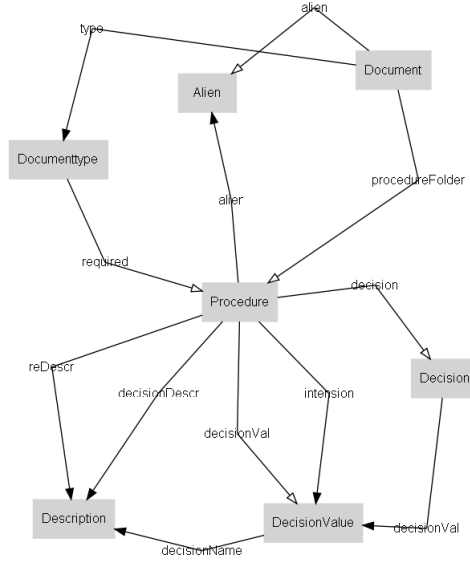 alien
type
Document
Alien
Documenttype
procedureFolder
alien
required
decision
Procedure
reDescr
Decision
decisionDescr
intension
decisionVal
Description
DecisionValue
decisionVal
decisionName